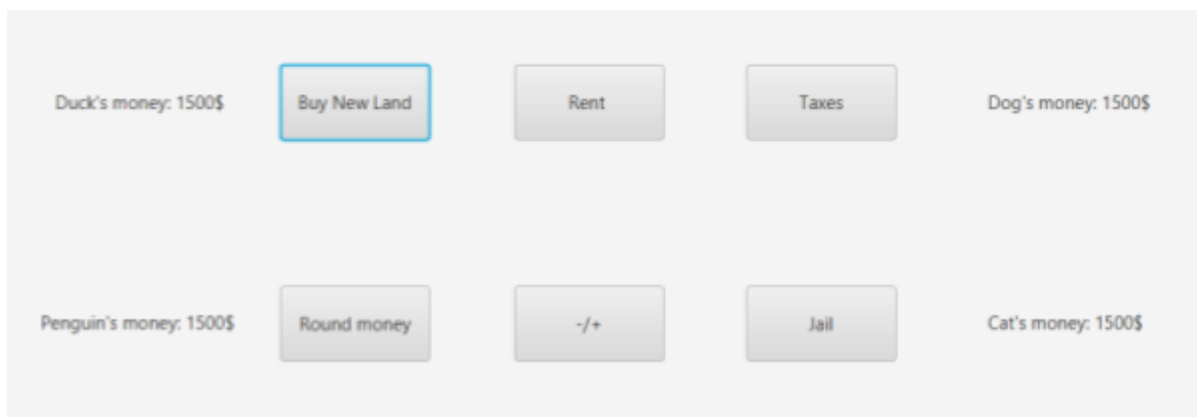 Duck's money: 1500$ Buy New Land Rent Taxes Dog's money: 1500$
Penguin's money: 1500$ Round money -/+ Jail Cat's money: 1500$